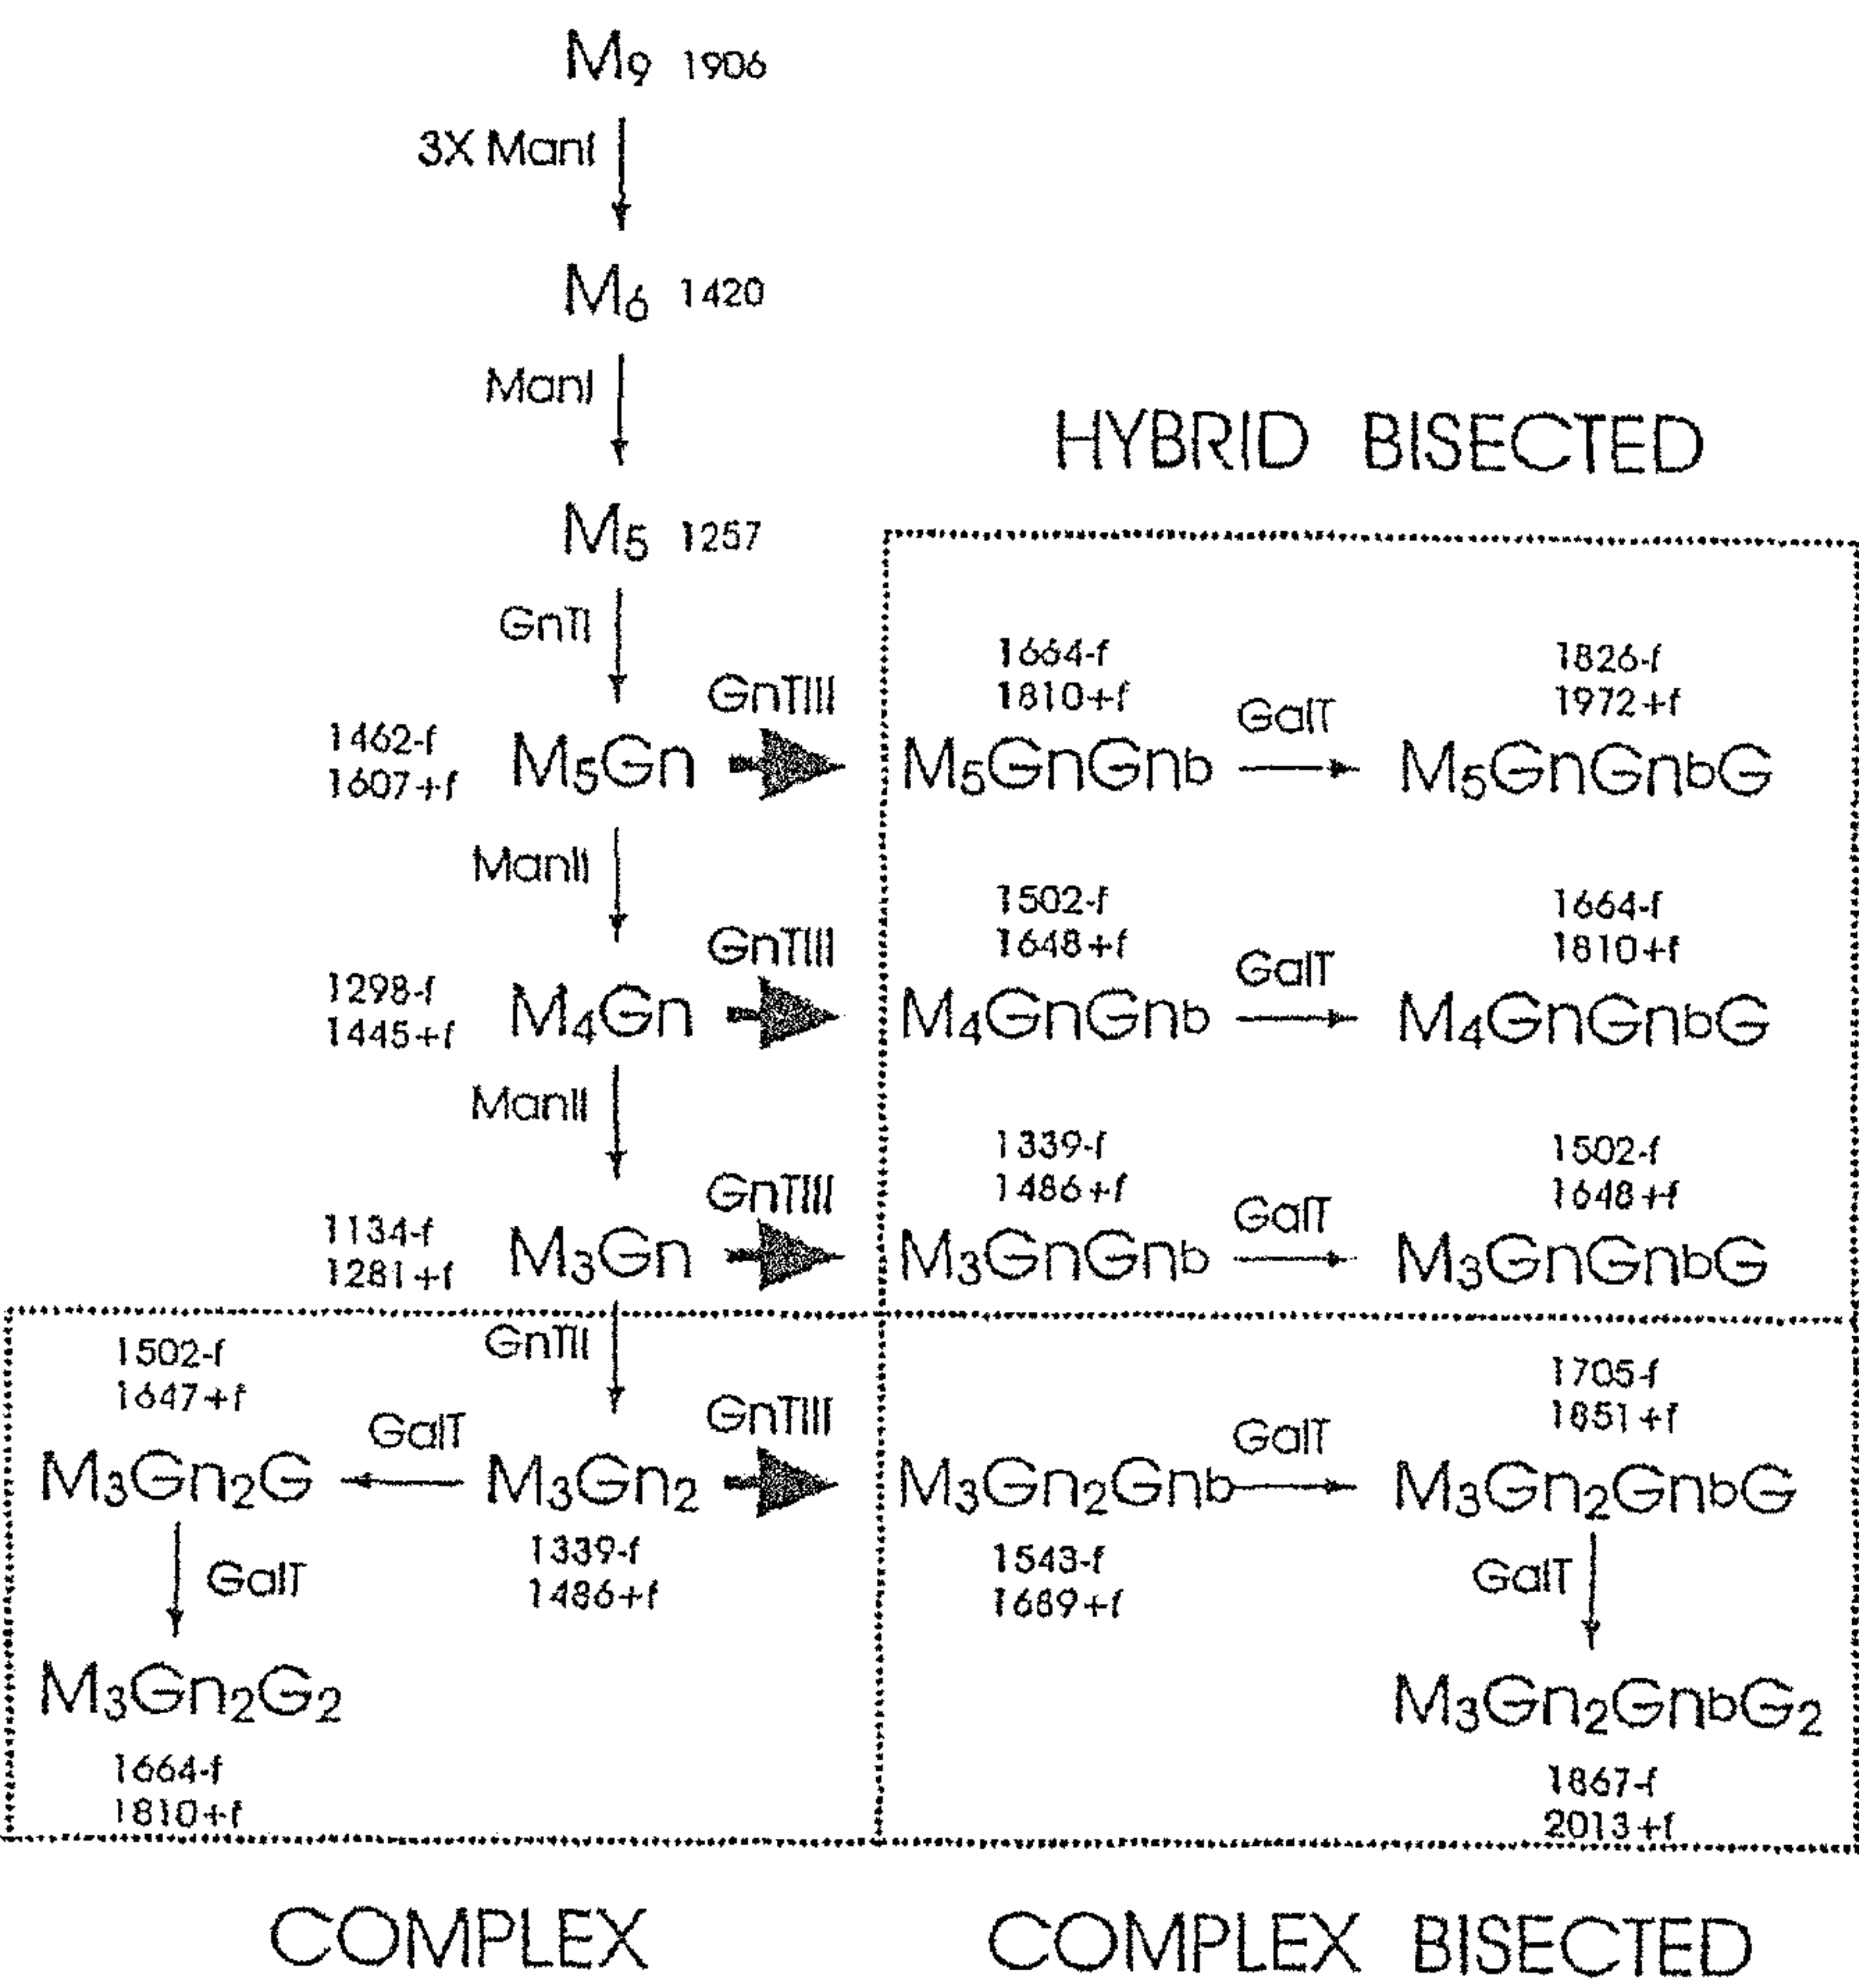 M9 1906
3X ManI
M6 1420
ManI
HYBRID BISECTED
M5 1257
GnTI
1664-f
1810+f
1826-f
1972+f
GnTIII
GalT
1462-f
1607+f
M5Gn
M5GnGnb
M5GnGnbG
ManII
1502-f
1648+f
1664-f
1810+f
GnTIII
GalT
1298-f
1445+f
M4Gn
M4GnGnb
M4GnGnbG
ManII
1339-f
1486+f
1502-f
1648+f
GnTIII
GalT
1134-f
1281+f
M3Gn
M3GnGnb
M3GnGnbG
1502-f
1647+f
GnTII
1705-f
1851+f
GalT
GnTIII
GalT
M3Gn2G
M3Gn2
M3Gn2Gnb
M3Gn2GnbG
1339-f
1486+f
1543-f
1689+f
GalT
GalT
M3Gn2G2
M3Gn2GnbG2
1664-f
1810+f
1867-f
2013+f
COMPLEX
COMPLEX BISECTED